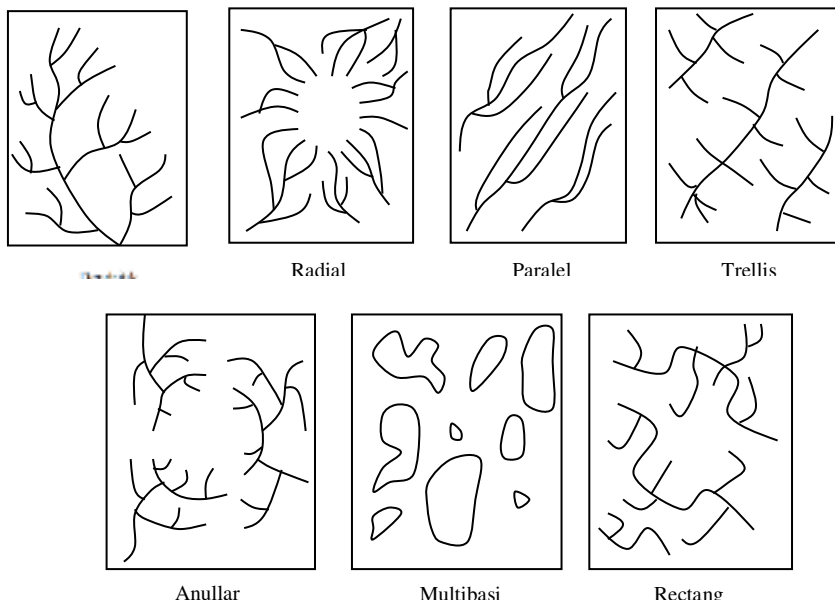 Radial
Paralel
Trellis
Anullar
Multibasi
Rectang